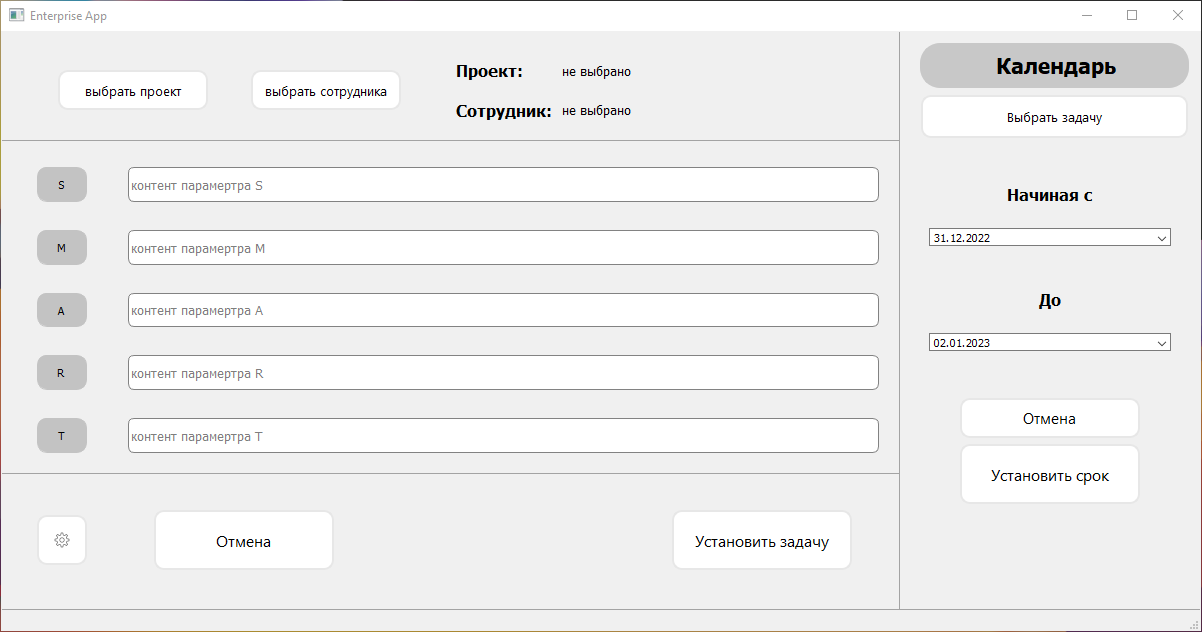 Enterprise App
выбрать проект
выбрать сотрудника
Проект:
не выбрано
Сотрудник:
не выбрано
S
контент парамертра S
M
контент парамертра M
A
контент парамертра A
R
контент парамертра R
T
контент парамертра T
Отмена
Установить задачу
Календарь
Выбрать задачу
Начиная с
31.12.2022
До
02.01.2023
Отмена
Установить срок